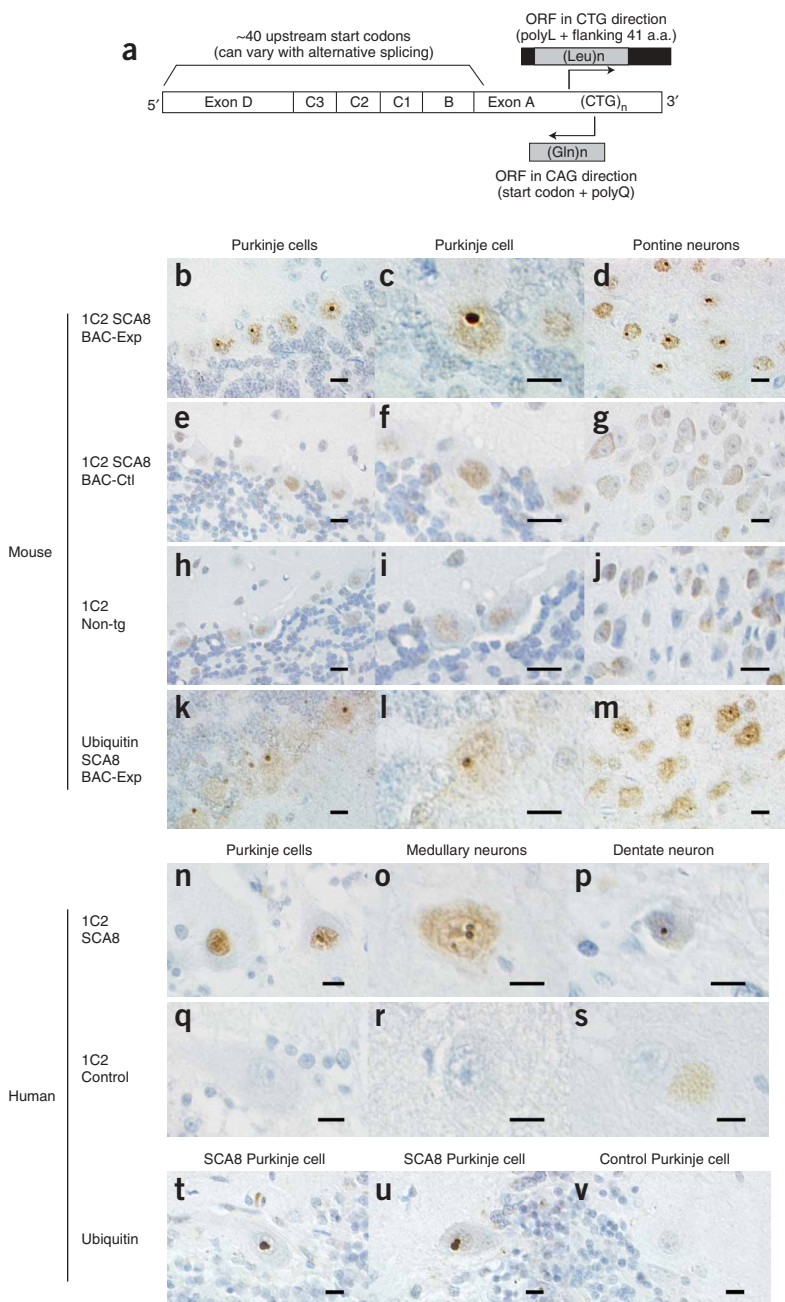 a
~40 upstream start codons
(can vary with alternative splicing)
ORF in CTG direction
(polyL + flanking 41 a.a.)
(Leu)n
5′ Exon D C3 C2 C1 B Exon A (CTG)n 3′
(Gln)n
ORF in CAG direction
(start codon + polyQ)
Purkinje cells Purkinje cell Pontine neurons
Mouse
1C2 SCA8
BAC-Exp
b c d
1C2 SCA8
BAC-Ctl
e f g
1C2
Non-tg
h i j
Ubiquitin
SCA8
BAC-Exp
k l m
Purkinje cells Medullary neurons Dentate neuron
Human
1C2
SCA8
n o p
1C2
Control
q r s
SCA8 Purkinje cell SCA8 Purkinje cell Control Purkinje cell
Ubiquitin
t u v